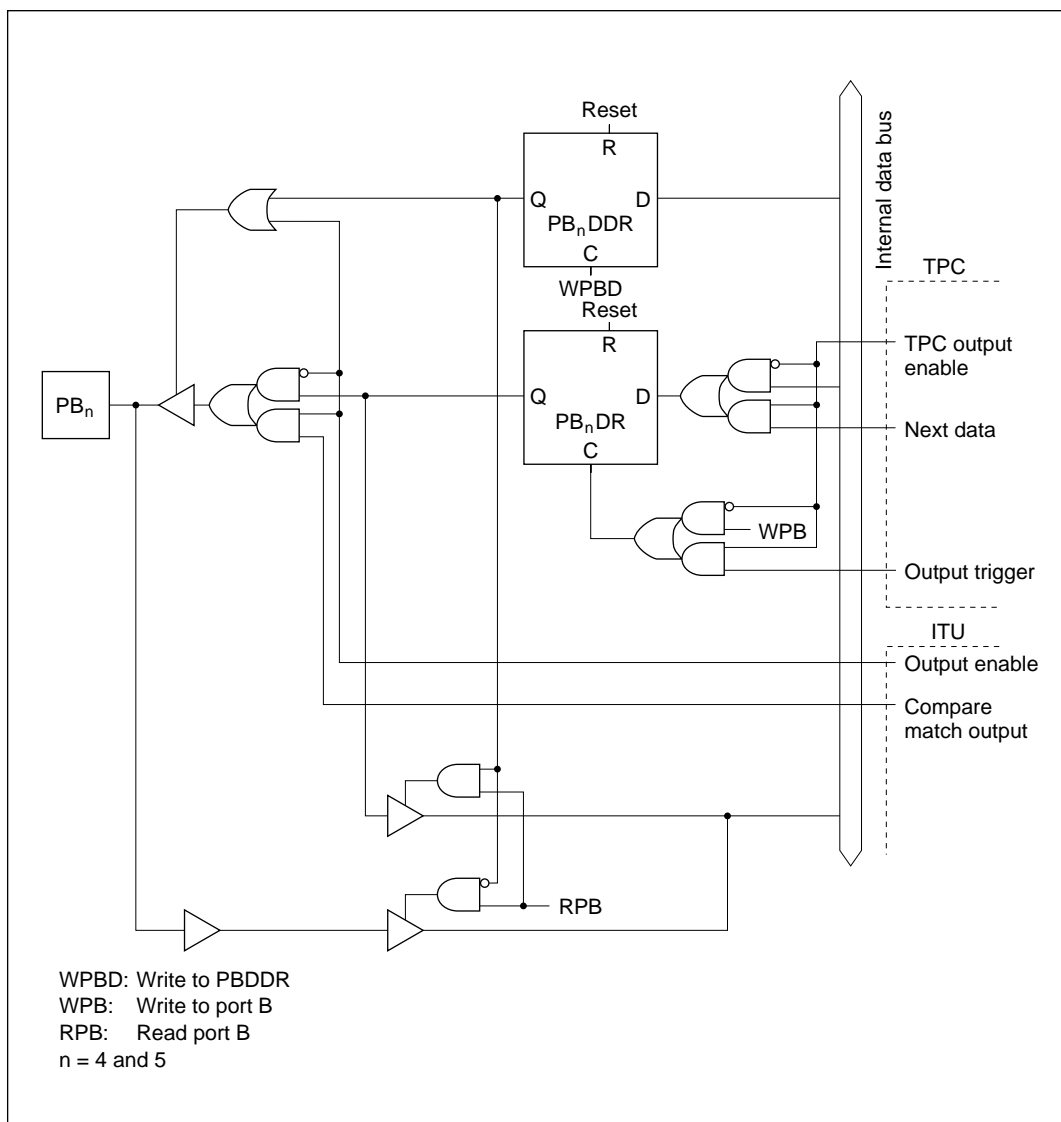 Reset
R
Q
D
PBnDDR
C
WPBD
Internal data bus
TPC
Reset
R
Q
D
PBnDR
C
TPC output
enable
PBn
Next data
WPB
Output trigger
ITU
Output enable
Compare
match output
RPB
WPBD: Write to PBDDR
WPB: Write to port B
RPB: Read port B
n = 4 and 5